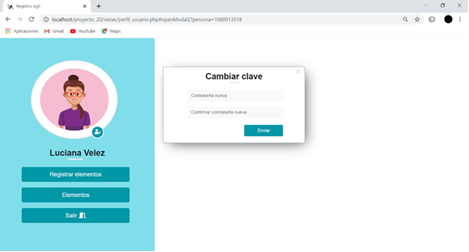 Registro ágil
localhost/proyecto_20/vistas/perfil_usuario.php#openModal2?persona=1000913918
Aplicaciones
Gmail
YouTube
Maps
Cambiar clave
Contraseña nueva
Confirmar contraseña nueva
Enviar
Luciana Velez
Registrar elementos
Elementos
Salir